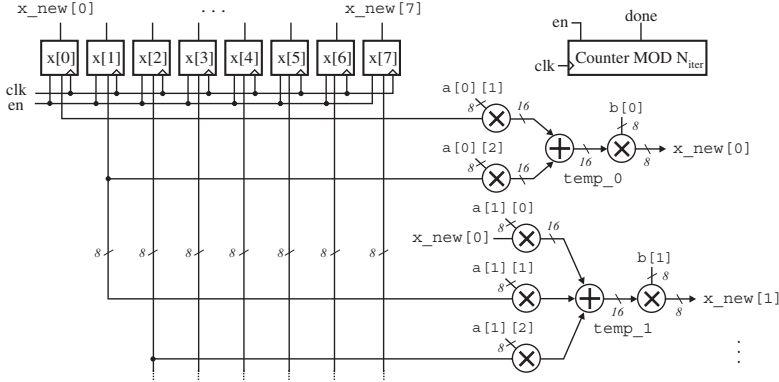 x_new[0] ... x_new[7]
en done
x[0] x[1] x[2] x[3] x[4] x[5] x[6] x[7]
clk Counter MOD Niter
clk
en
a[0][1]
8 16
b[0]
8
a[0][2]
16 8 x_new[0]
8 16
temp_0
a[1][0]
8 16
x_new[0]
8 8 8 8 8 8 8
b[1]
8
a[1][1]
8
16 8 x_new[1]
temp_1
a[1][2]
8